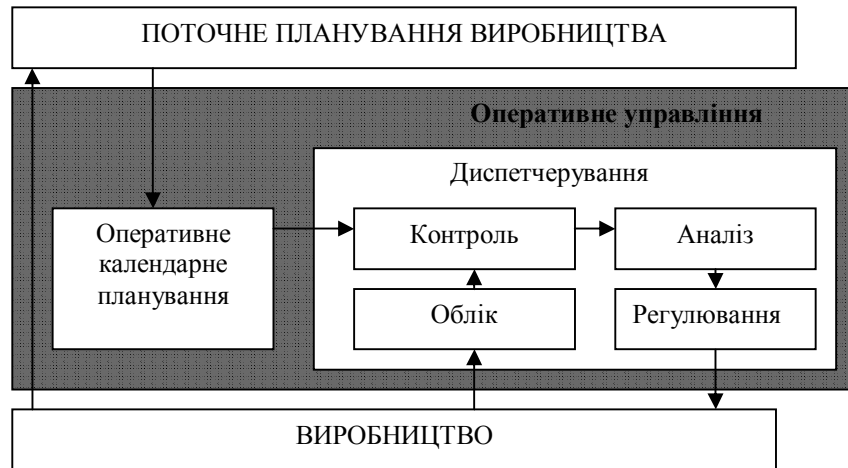 ПОТОЧНЕ ПЛАНУВАННЯ ВИРОБНИЦТВА
Оперативне управління
Диспетчерування
Оперативне
календарне
планування
Контроль
Аналіз
Облік
Регулювання
ВИРОБНИЦТВО